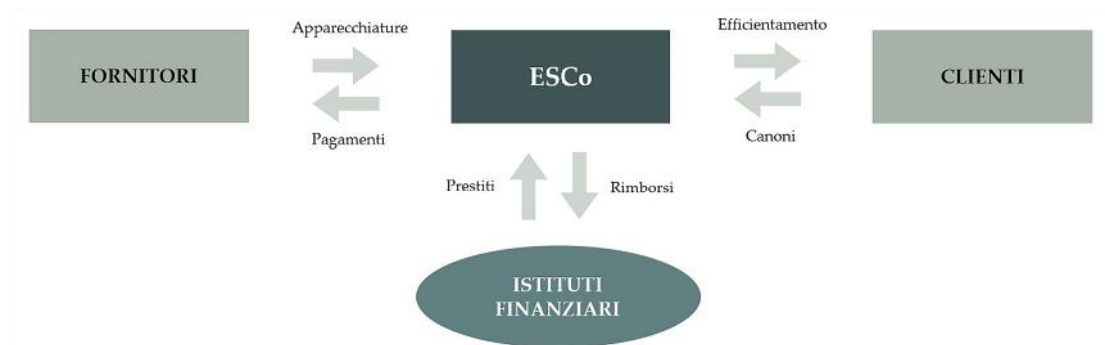 Apparecchiature
Efficientamento
FORNITORI
ESCo
CLIENTI
Pagamenti
Canoni
Prestiti
Rimborsi
ISTITUTI
FINANZIARI